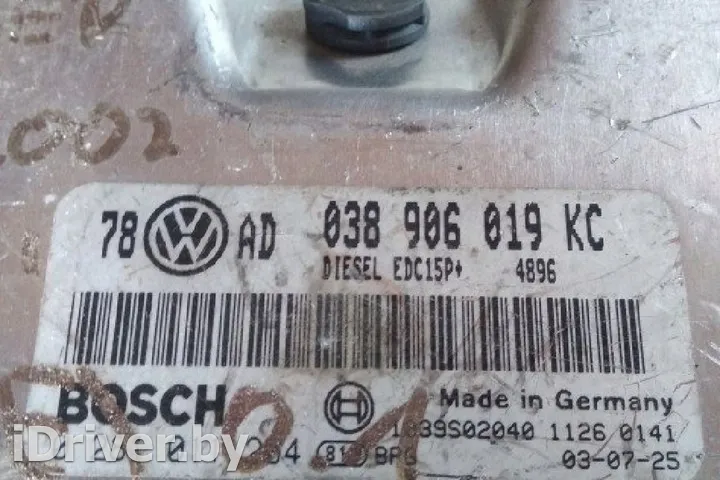 2002
78 AD 038 906 019 KC
DIESEL EDC15P+ 4896
BOSCH Made in Germany
1039S02040 1126 0141
03-07-25
iDriver.by